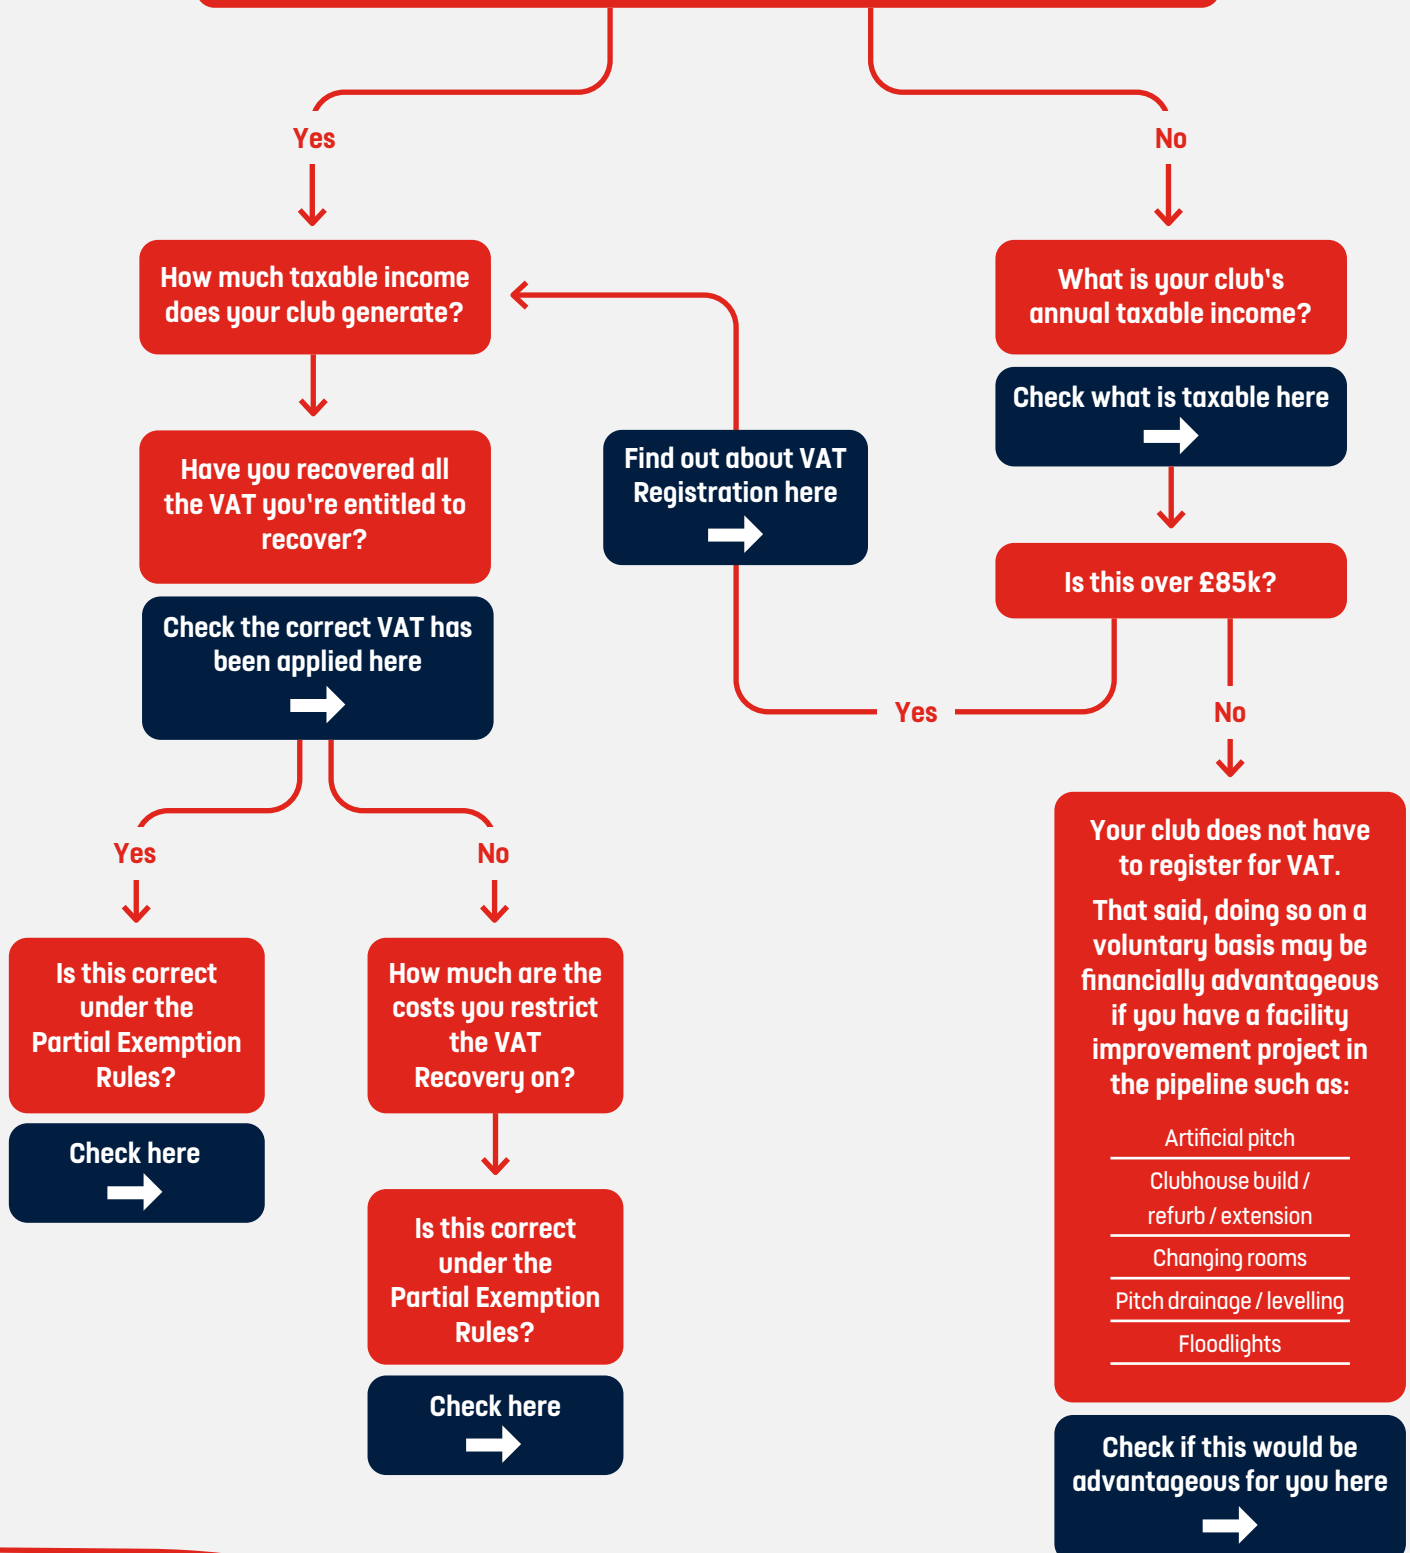 Yes
No
How much taxable income
does your club generate?
What is your club's
annual taxable income?
Check what is taxable here
Have you recovered all
the VAT you're entitled to
recover?
Find out about VAT
Registration here
Is this over £85k?
Check the correct VAT has
been applied here
Yes
No
Yes
No
Your club does not have
to register for VAT.
That said, doing so on a
voluntary basis may be
financially advantageous
if you have a facility
improvement project in
the pipeline such as:
Artificial pitch
Clubhouse build /
refurb / extension
Changing rooms
Pitch drainage / levelling
Floodlights
Check if this would be
advantageous for you here
Is this correct
under the
Partial Exemption
Rules?
Check here
How much are the
costs you restrict
the VAT
Recovery on?
Is this correct
under the
Partial Exemption
Rules?
Check here